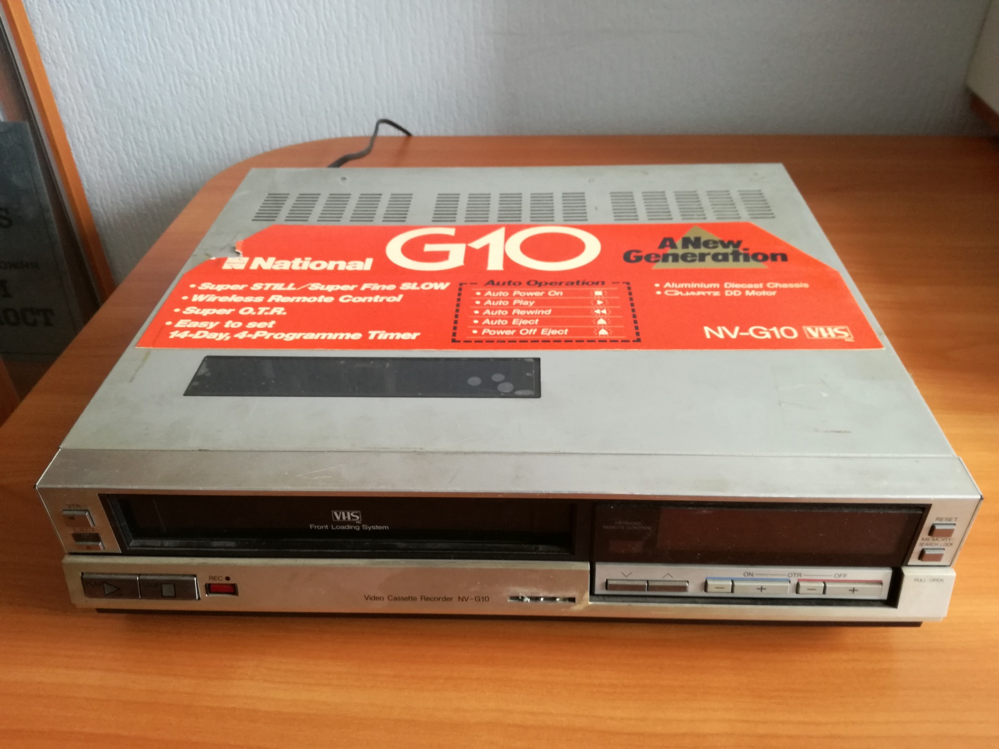 G10
A New
Generation
National
• Super STILL/Super Fine SLOW
• Wireless Remote Control
• Super O.T.R.
• Easy to set
14-Day, 4-Programme Timer
Auto Operation
• Auto Power On
• Auto Play
• Auto Rewind
• Auto Eject
• Power Off Eject
• Aluminium Diecast Chassis
• QUARTZ DD Motor
NV-G10 VHS
VTR
EJECT
VHS
Front Loading System
INFRARED
REMOTE CONTROL
RESET
MEMORY/
SEARCH LOCK
PLAY
STOP
REC
Video Cassette Recorder NV-G10
ON OTR OFF
- + - +
PULL-OPEN
S
М
ПОСТ